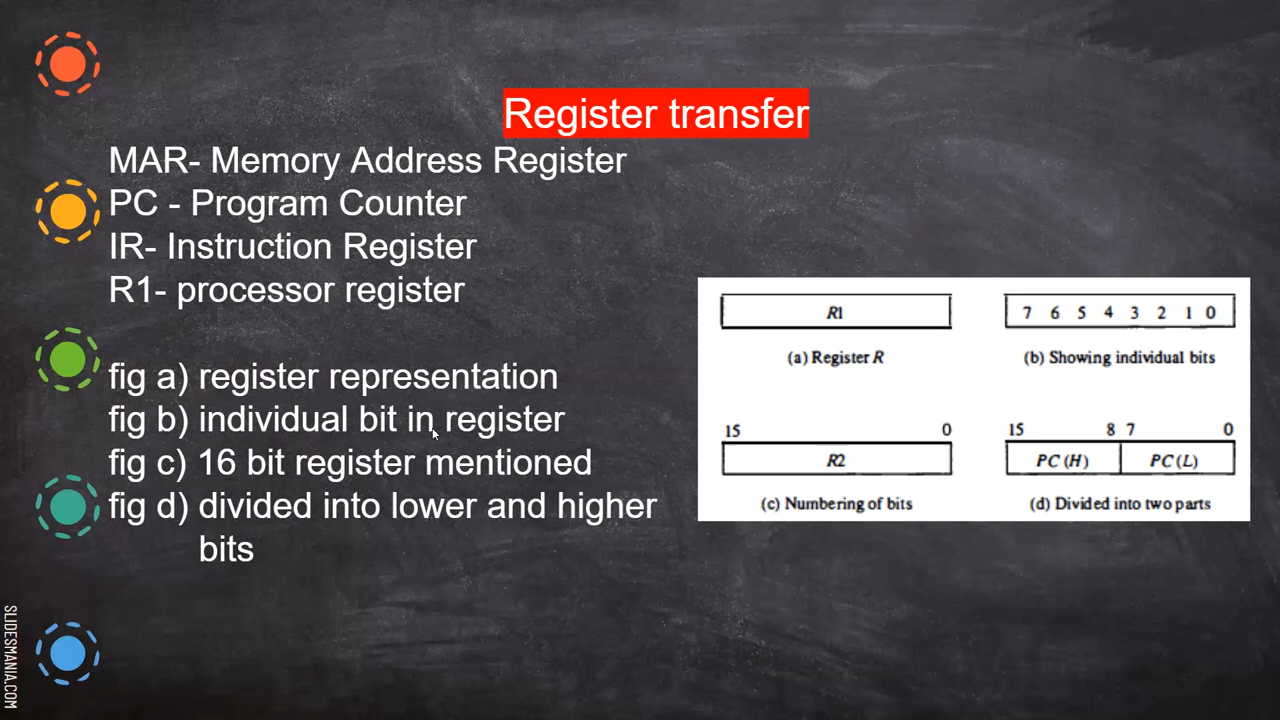 Register transfer
MAR- Memory Address Register
PC - Program Counter
IR- Instruction Register
R1- processor register
fig a) register representation
fig b) individual bit in register
fig c) 16 bit register mentioned
fig d) divided into lower and higher
bits
R1
(a) Register R
7 6 5 4 3 2 1 0
(b) Showing individual bits
15 0
R2
(c) Numbering of bits
15 8 7 0
PC (H) PC (L)
(d) Divided into two parts
SLIDESMANIA.COM